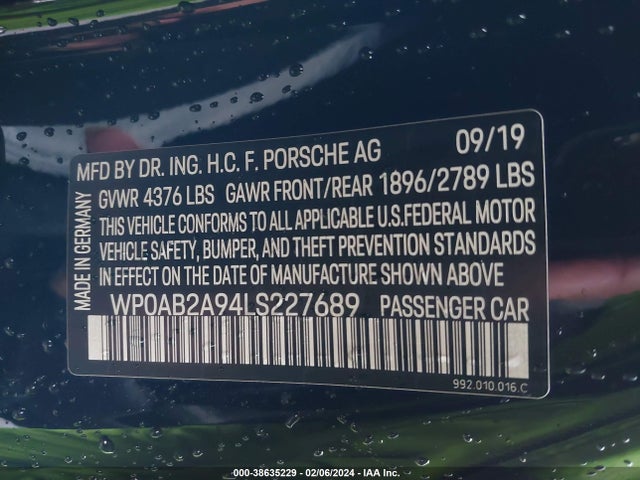 MADE IN GERMANY
MFD BY DR. ING. H.C. F. PORSCHE AG 09/19
GVWR 4376 LBS GAWR FRONT/REAR 1896/2789 LBS
THIS VEHICLE CONFORMS TO ALL APPLICABLE U.S.FEDERAL MOTOR
VEHICLE SAFETY, BUMPER, AND THEFT PREVENTION STANDARDS
IN EFFECT ON THE DATE OF MANUFACTURE SHOWN ABOVE
WP0AB2A94LS227689 PASSENGER CAR
992.010.016.C
000-38635229 - 02/06/2024 - IAA Inc.